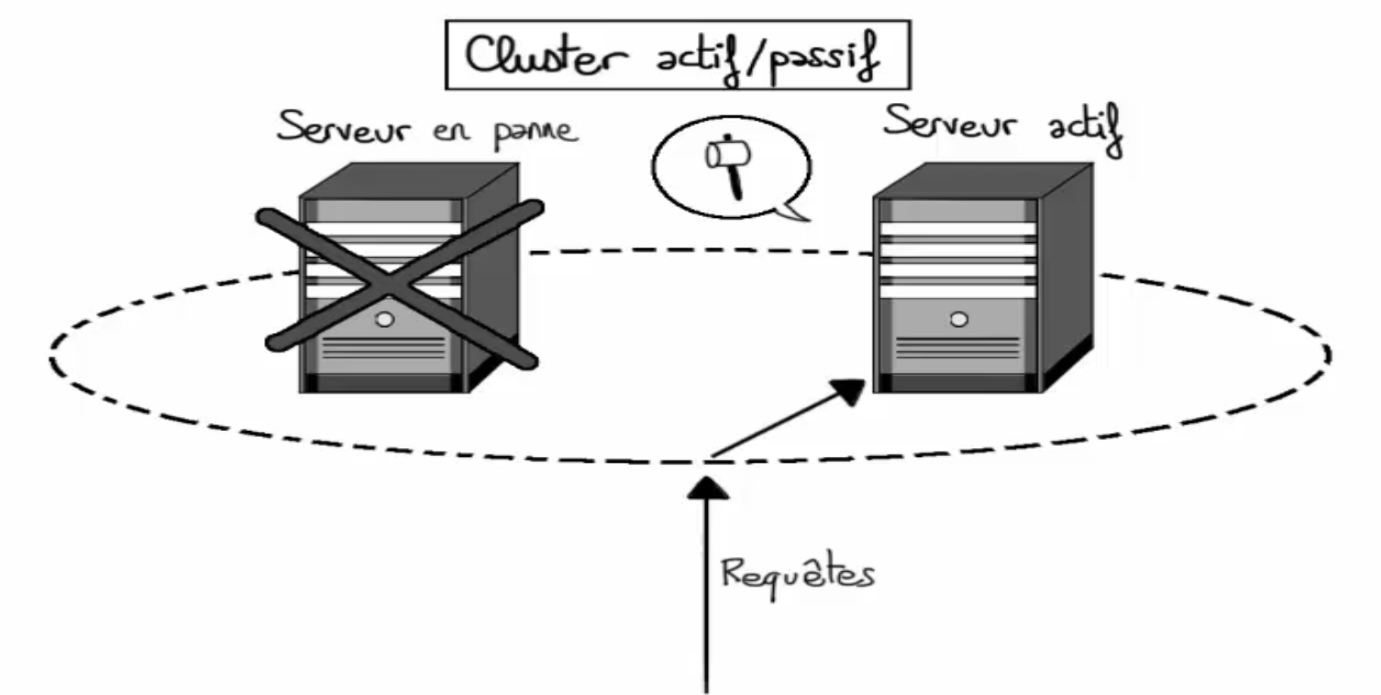 Cluster actif/passif
Serveur en panne
Serveur actif
Requêtes